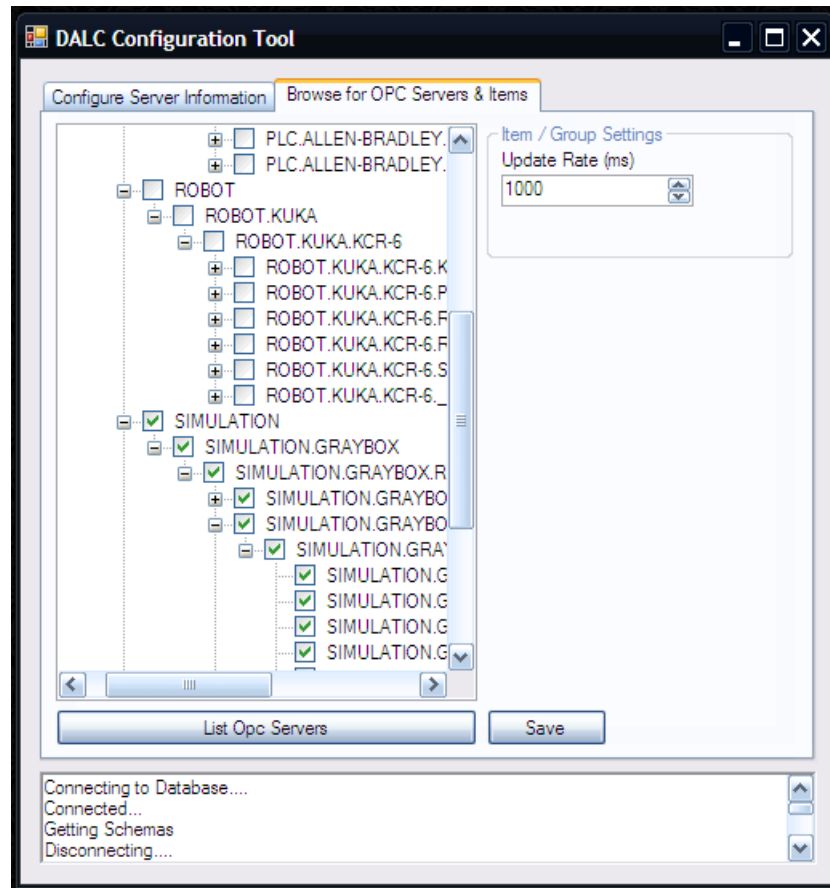 DALC Configuration Tool
Configure Server Information
Browse for OPC Servers & Items
PLC.ALLEN-BRADLEY.
PLC.ALLEN-BRADLEY.
ROBOT
ROBOT.KUKA
ROBOT.KUKA.KCR-6
ROBOT.KUKA.KCR-6.K
ROBOT.KUKA.KCR-6.P
ROBOT.KUKA.KCR-6.F
ROBOT.KUKA.KCR-6.F
ROBOT.KUKA.KCR-6.S
ROBOT.KUKA.KCR-6._
SIMULATION
SIMULATION.GRAYBOX
SIMULATION.GRAYBOX.R
SIMULATION.GRAYBO
SIMULATION.GRAYBO
SIMULATION.GRA
SIMULATION.G
SIMULATION.G
SIMULATION.G
SIMULATION.G
Item / Group Settings
Update Rate (ms)
1000
List Opc Servers
Save
Connecting to Database....
Connected...
Getting Schemas
Disconnecting....